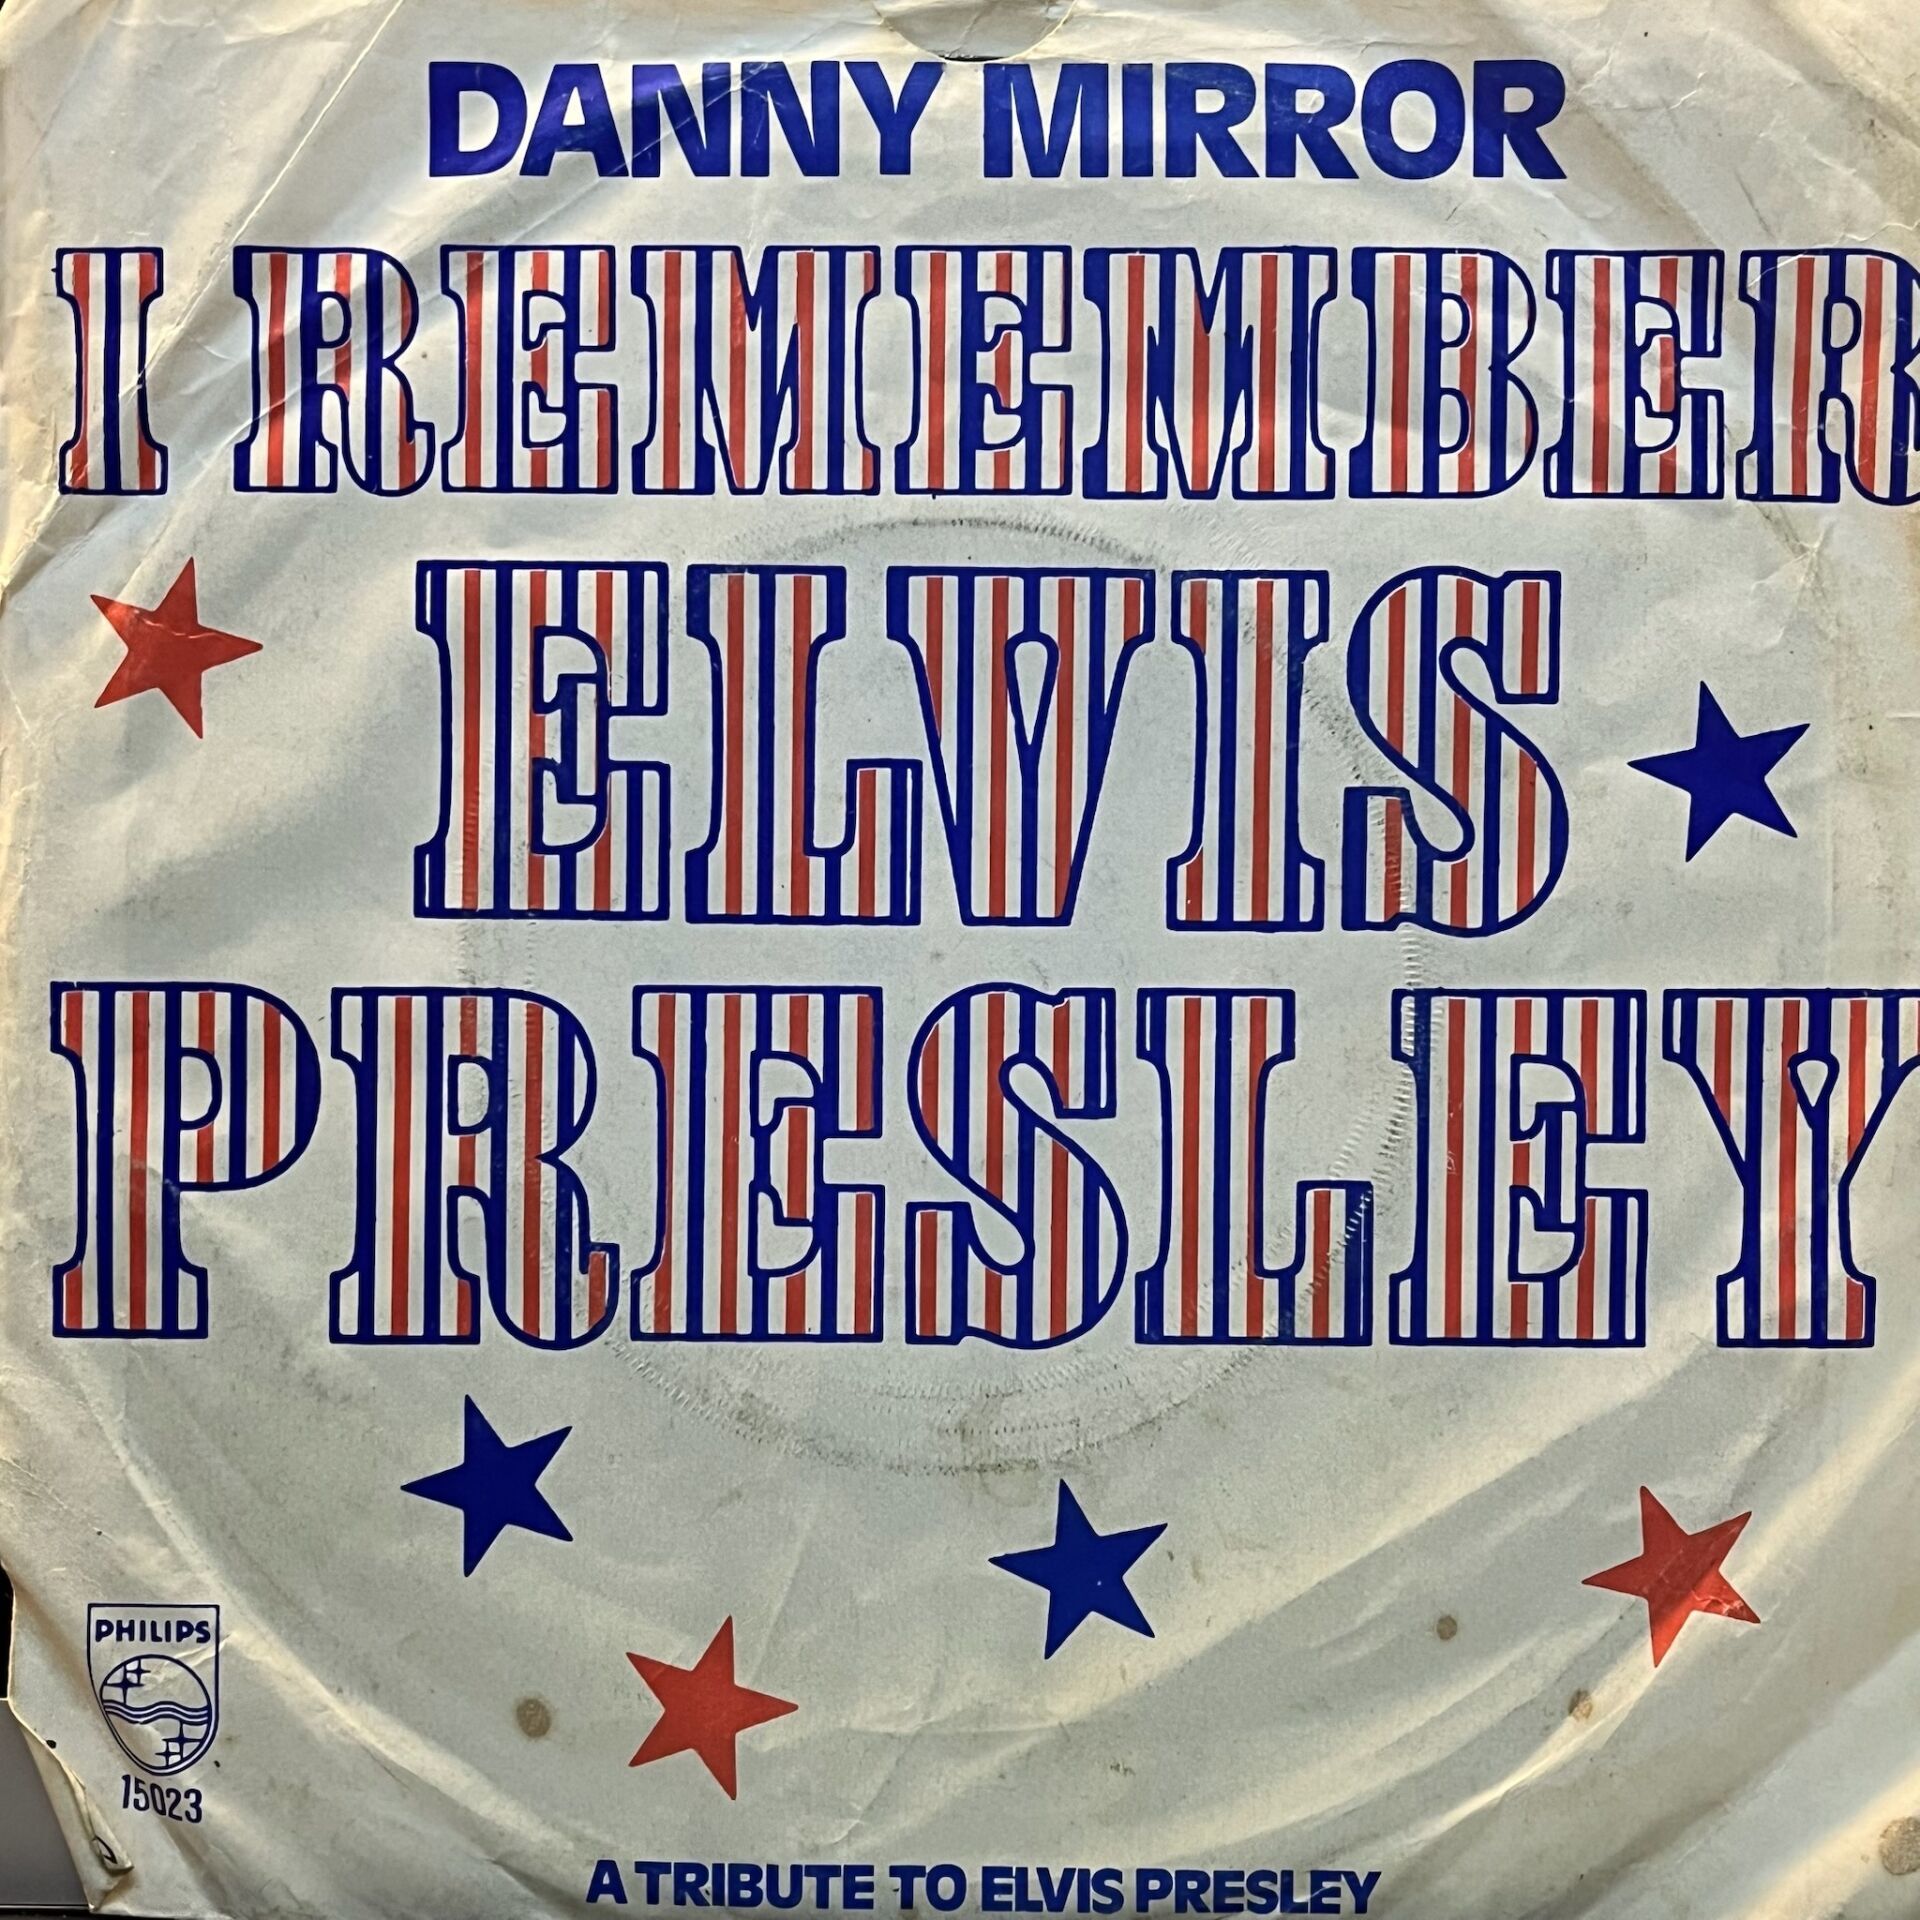 DANNY MIRROR
I REMEMBER
ELVIS
PRESLEY
PHILIPS
15023
A TRIBUTE TO ELVIS PRESLEY